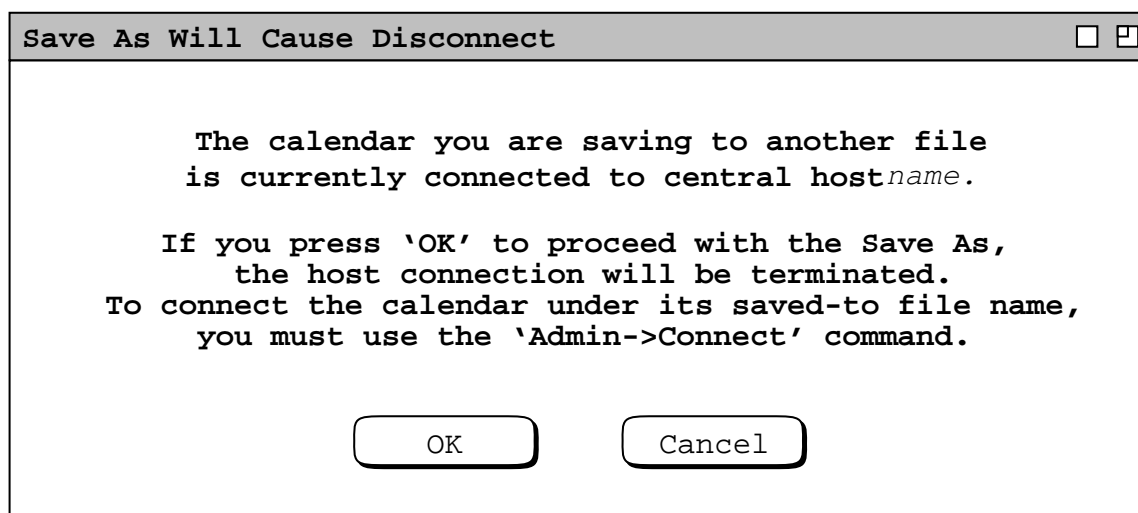 Save As Will Cause Disconnect
The calendar you are saving to another file
is currently connected to central host name.
If you press ‘OK’ to proceed with the Save As,
the host connection will be terminated.
To connect the calendar under its saved-to file name,
you must use the ‘Admin->Connect’ command.
OK Cancel